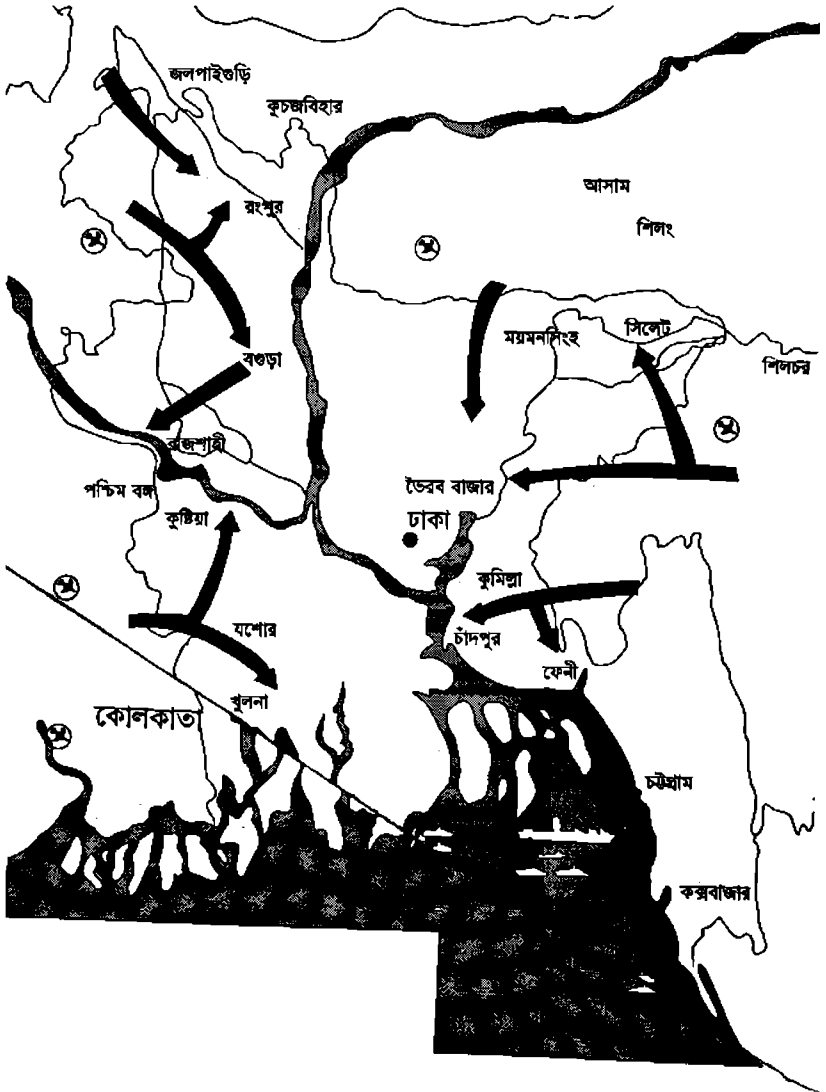 জলপাইগুড়ি
কুচজবিহার
আসাম
রংপুর
শিলং
ময়মনসিংহ
সিলেট
বগুড়া
শিলচর
রাজশাহী
পশ্চিম বঙ্গ
ভৈরব বাজার
কুষ্টিয়া
ঢাকা
কুমিল্লা
যশোর
চাঁদপুর
ফেনী
খুলনা
কোলকাতা
চট্টগ্রাম
কক্সবাজার